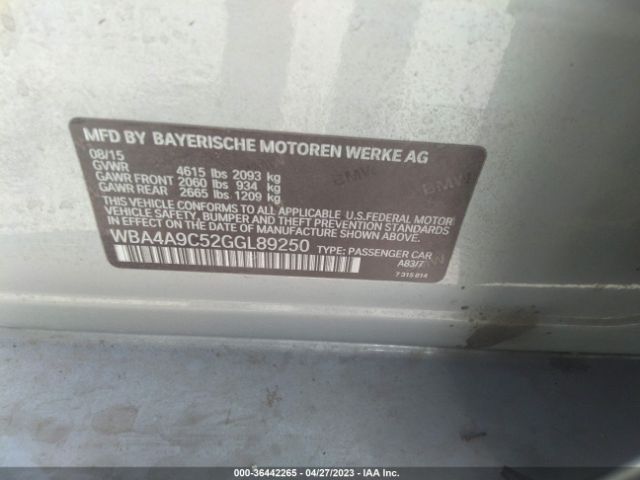 MFD BY BAYERISCHE MOTOREN WERKE AG
08/15
GVWR 4615 lbs 2093 kg
GAWR FRONT 2060 lbs 934 kg
GAWR REAR 2665 lbs 1209 kg
THIS VEHICLE CONFORMS TO ALL APPLICABLE U.S.FEDERAL MOTOR
VEHICLE SAFETY, BUMPER, AND THEFT PREVENTION STANDARDS
IN EFFECT ON THE DATE OF MANUFACTURE SHOWN ABOVE.
WBA4A9C52GGL89250 TYPE: PASSENGER CAR
A83/7
7 315 814
BMW
BMW
BMW
000-36442265 - 04/27/2023 - IAA Inc.